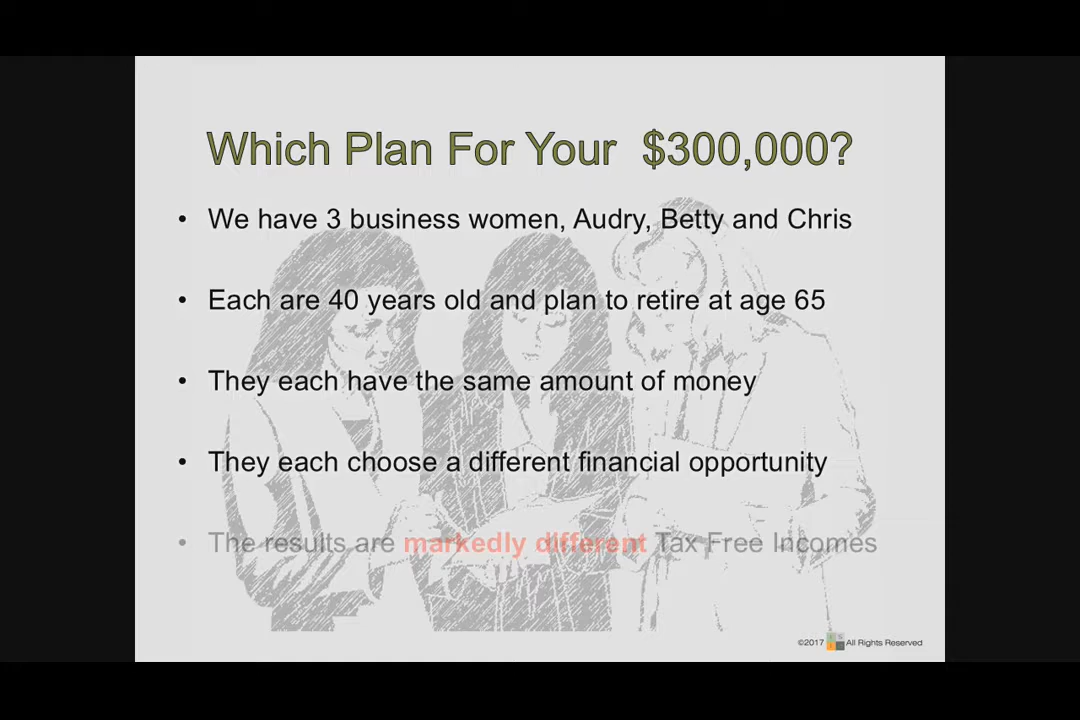 Which Plan For Your $300,000?
• We have 3 business women, Audry, Betty and Chris
• Each are 40 years old and plan to retire at age 65
• They each have the same amount of money
• They each choose a different financial opportunity
• The results are markedly different Tax Free Incomes
©2017 All Rights Reserved